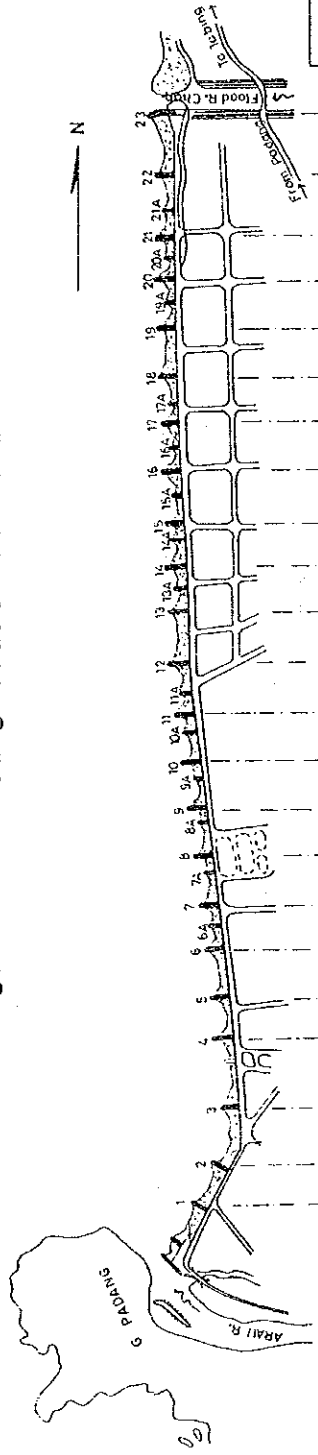 N
G PADANG
ARAU R.
1
2
3
4
5
6
6A
7
7A
8
8A
9
9A
10
10A
11
11A
12
13
13A
14
14A
15
15A
16
16A
17
17A
18
19
19A
20
20A
21
21A
22
23
Flood R. Chan
To Tabing
From Padang